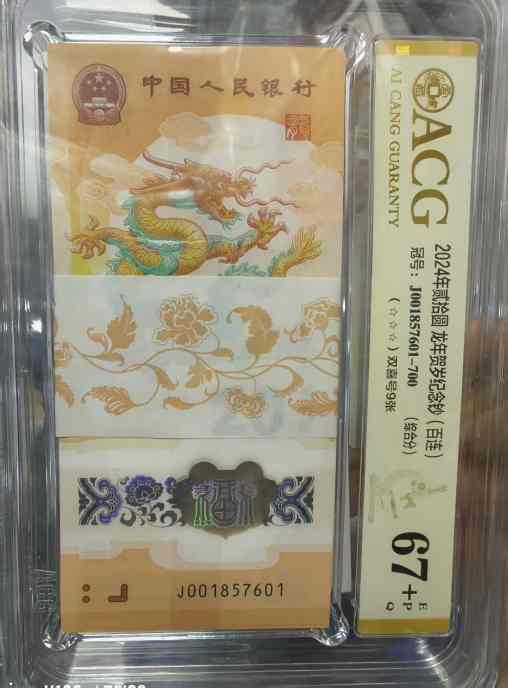 中国人民银行
J001857601
ACG
AI CANG GUARANTY
2024年贰拾圆 龙年贺岁纪念钞（百连）
冠号：J001857601-700（综合分）
（☆☆☆）双喜号9张
67+ E
P
Q